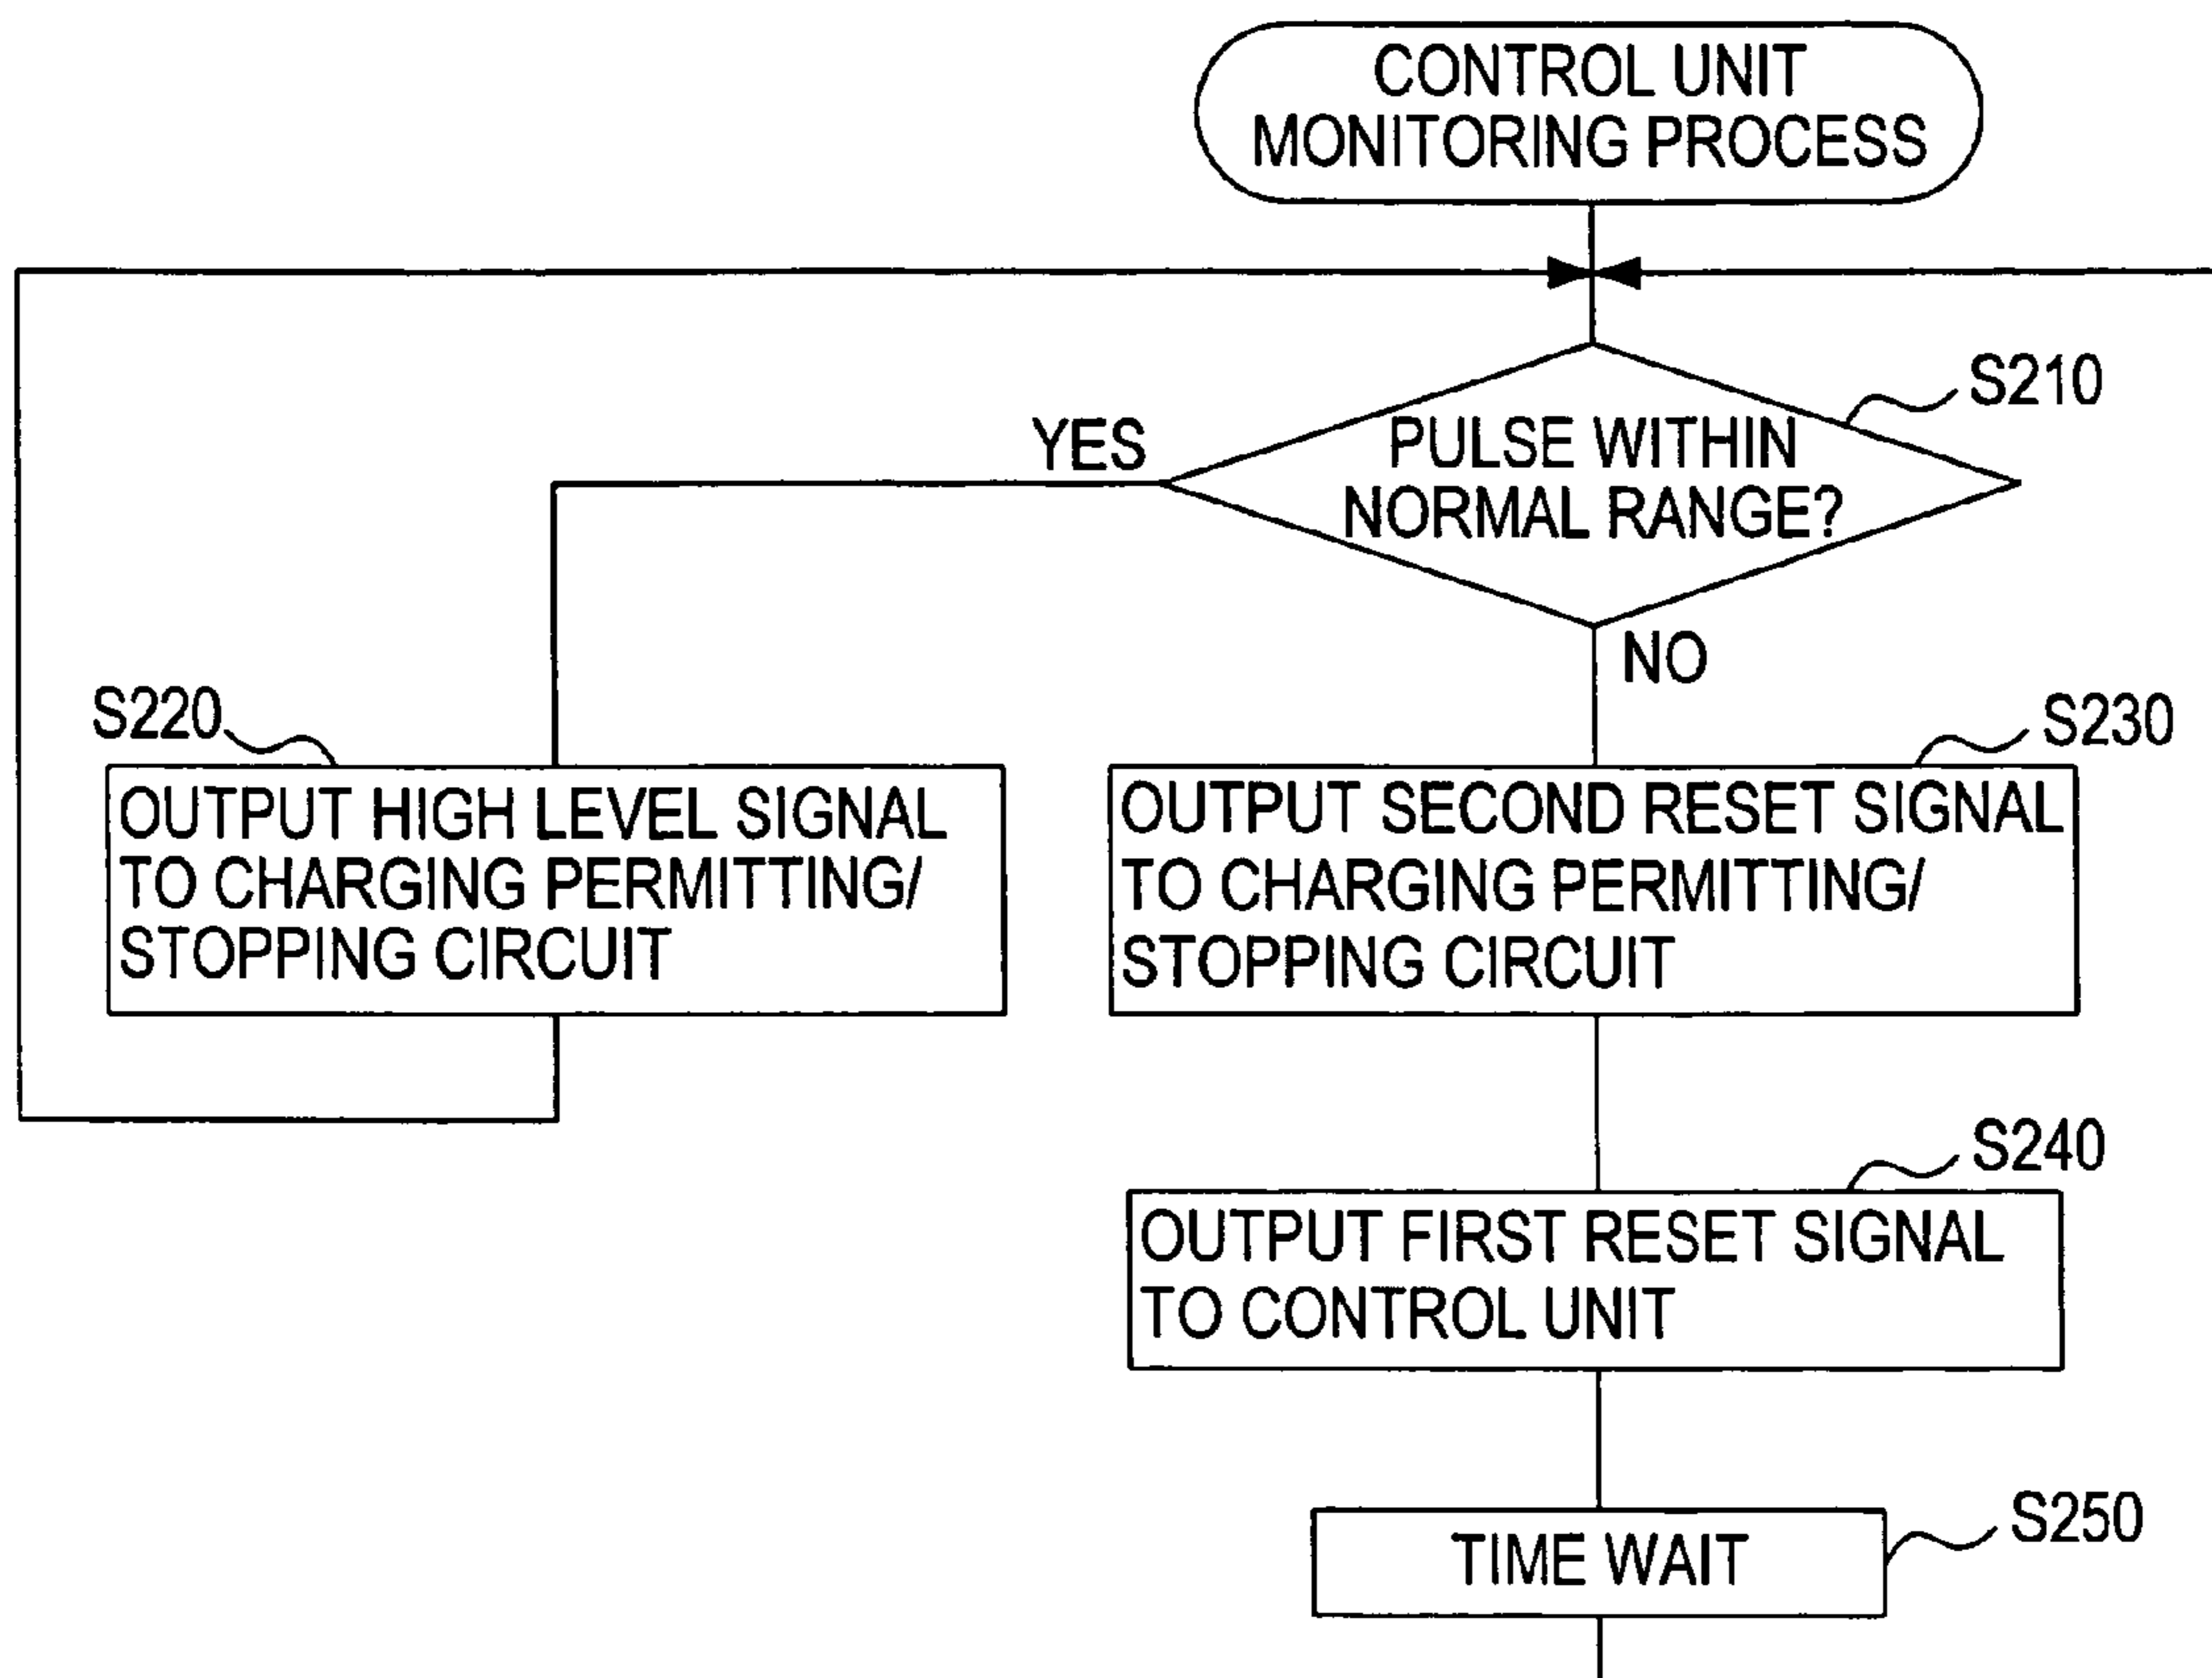 CONTROL UNIT
MONITORING PROCESS
S210
YES
PULSE WITHIN
NORMAL RANGE?
NO
S220
OUTPUT HIGH LEVEL SIGNAL
TO CHARGING PERMITTING/
STOPPING CIRCUIT
S230
OUTPUT SECOND RESET SIGNAL
TO CHARGING PERMITTING/
STOPPING CIRCUIT
S240
OUTPUT FIRST RESET SIGNAL
TO CONTROL UNIT
S250
TIME WAIT